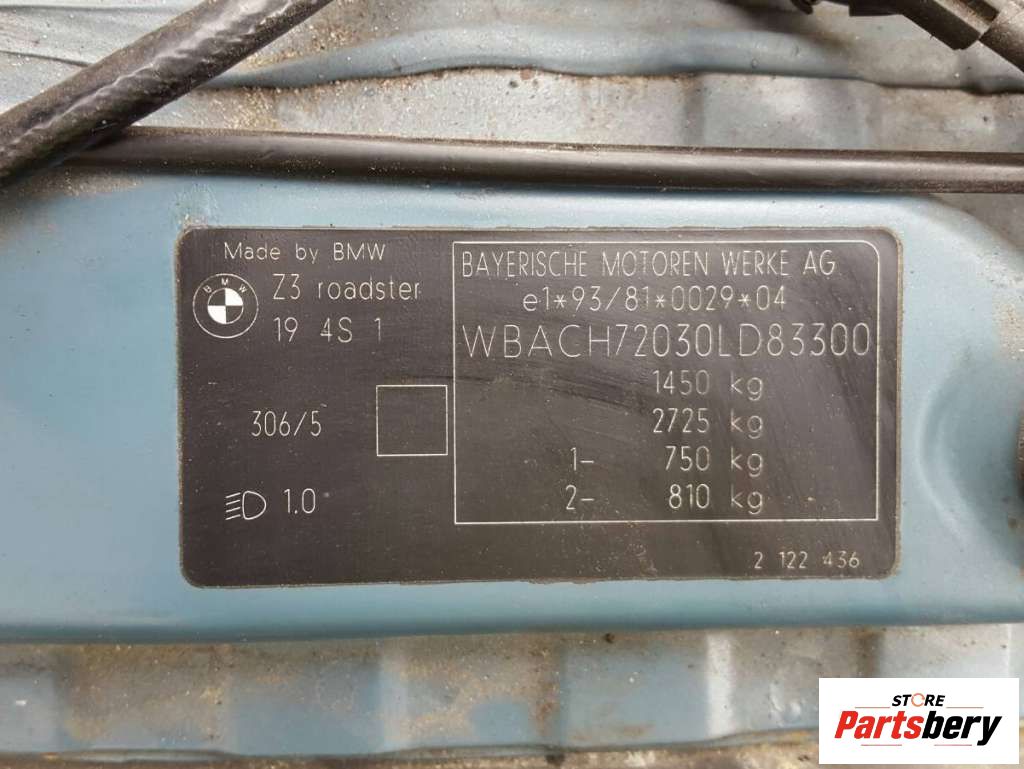 Made by BMW
BMW
Z3 roadster
19 4S 1
306/5
1.0
BAYERISCHE MOTOREN WERKE AG
e1*93/81*0029*04
WBACH72030LD83300
1450 kg
2725 kg
1- 750 kg
2- 810 kg
2 122 436
STORE
Partsbery